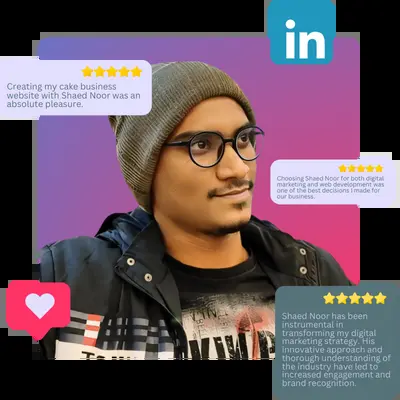 in
Creating my cake business
website with Shaed Noor was an
absolute pleasure.
Choosing Shaed Noor for both digital
marketing and web development was
one of the best decisions I made for
our business.
Shaed Noor has been
instrumental in
transforming my digital
marketing strategy. His
innovative approach and
thorough understanding of
the industry have led to
increased engagement and
brand recognition.